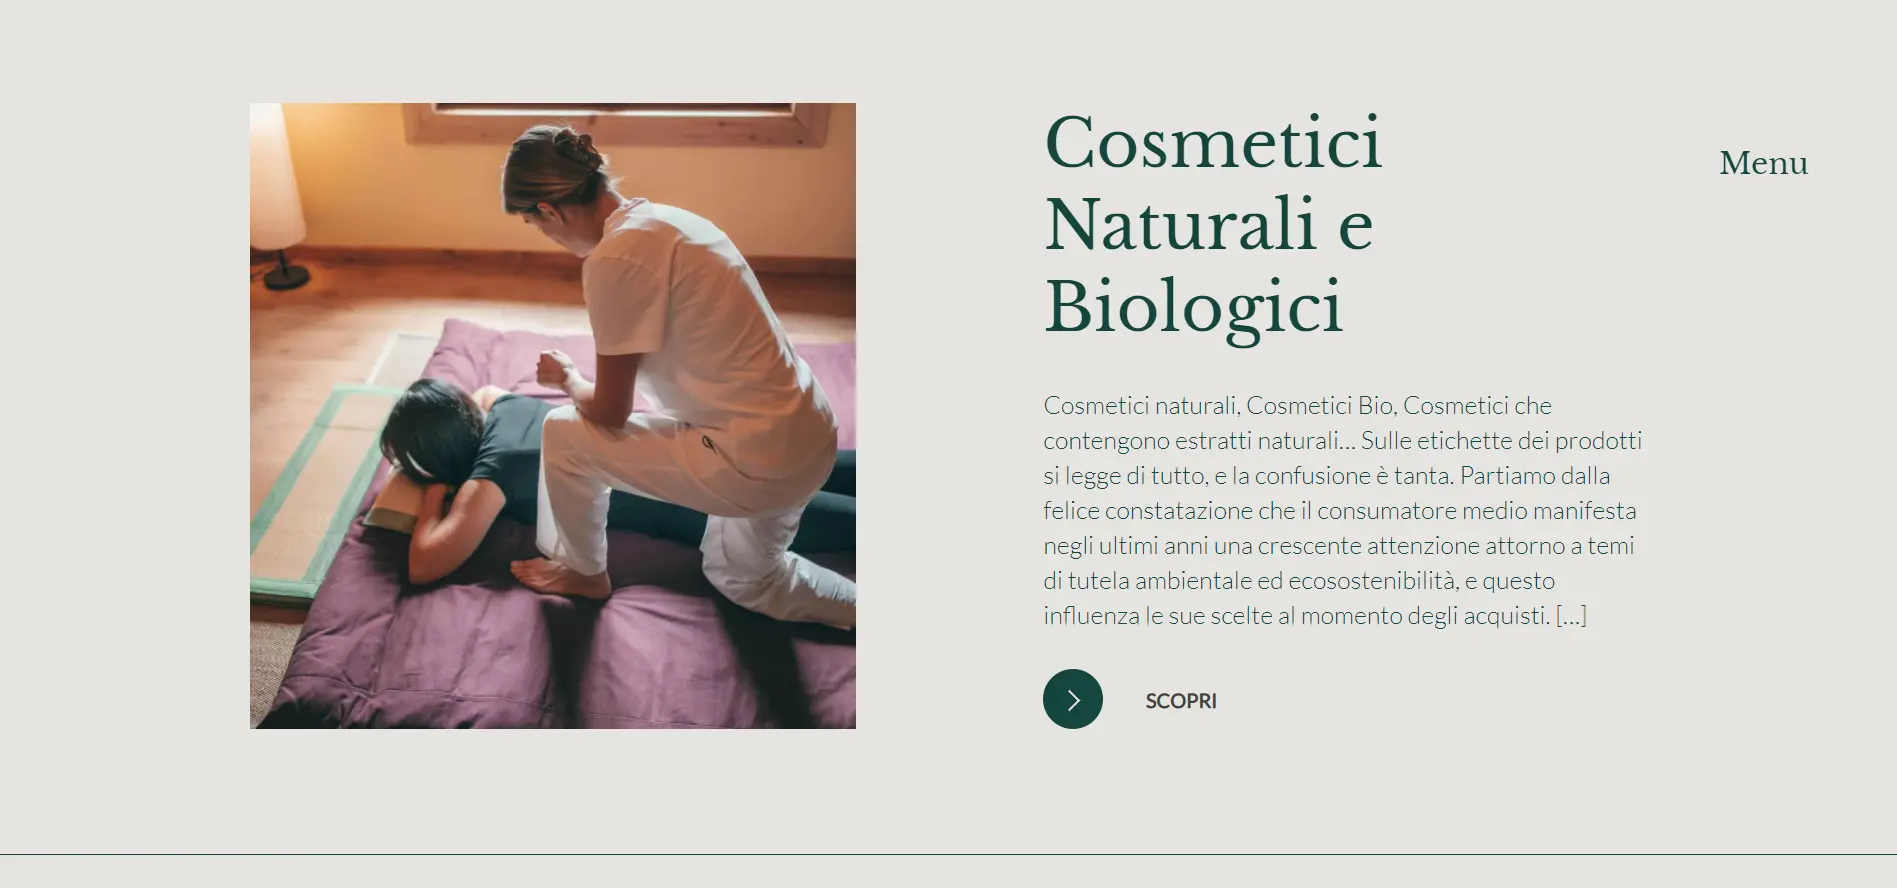 Cosmetici
Naturali e
Biologici
Menu
Cosmetici naturali, Cosmetici Bio, Cosmetici che
contengono estratti naturali… Sulle etichette dei prodotti
si legge di tutto, e la confusione è tanta. Partiamo dalla
felice constatazione che il consumatore medio manifesta
negli ultimi anni una crescente attenzione attorno a temi
di tutela ambientale ed ecosostenibilità, e questo
influenza le sue scelte al momento degli acquisti. […]
SCOPRI